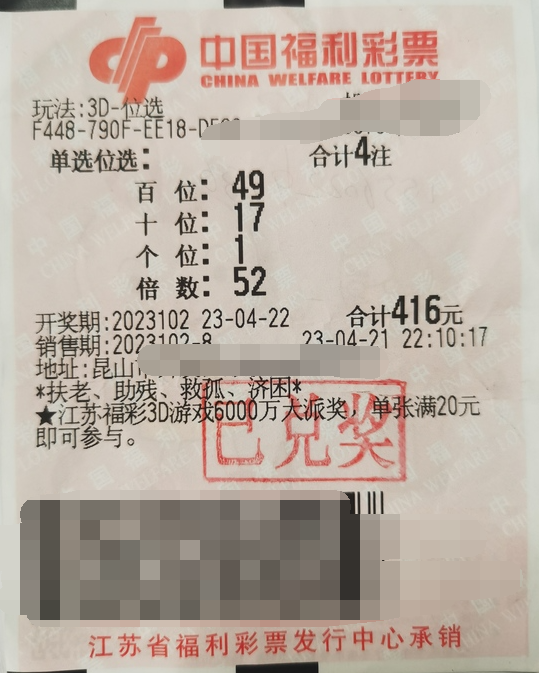 中国福利彩票
CHINA WELFARE LOTTERY
玩法:3D-位选
F448-790F-EE18-
单选位选: 合计4注
百 位: 49
十 位: 17
个 位: 1
倍 数: 52
开奖期:2023102 23-04-22 合计416元
销售期:2023102-8 23-04-21 22:10:17
地址:昆山市
*扶老、助残、救孤、济困*
★江苏福彩3D游戏6000万大派奖，单张满20元
即可参与。
已兑奖
江苏省福利彩票发行中心承销